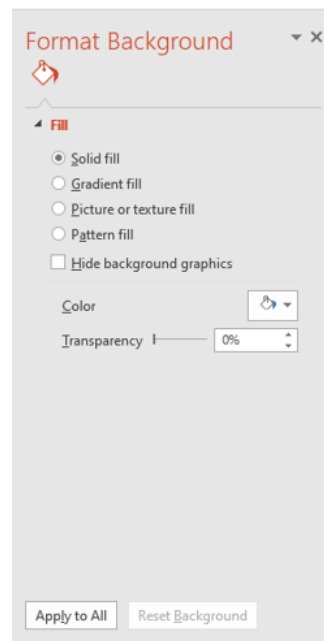 Format Background
Fill
Solid fill
Gradient fill
Picture or texture fill
Pattern fill
Hide background graphics
Color
Transparency 0%
Apply to All Reset Background